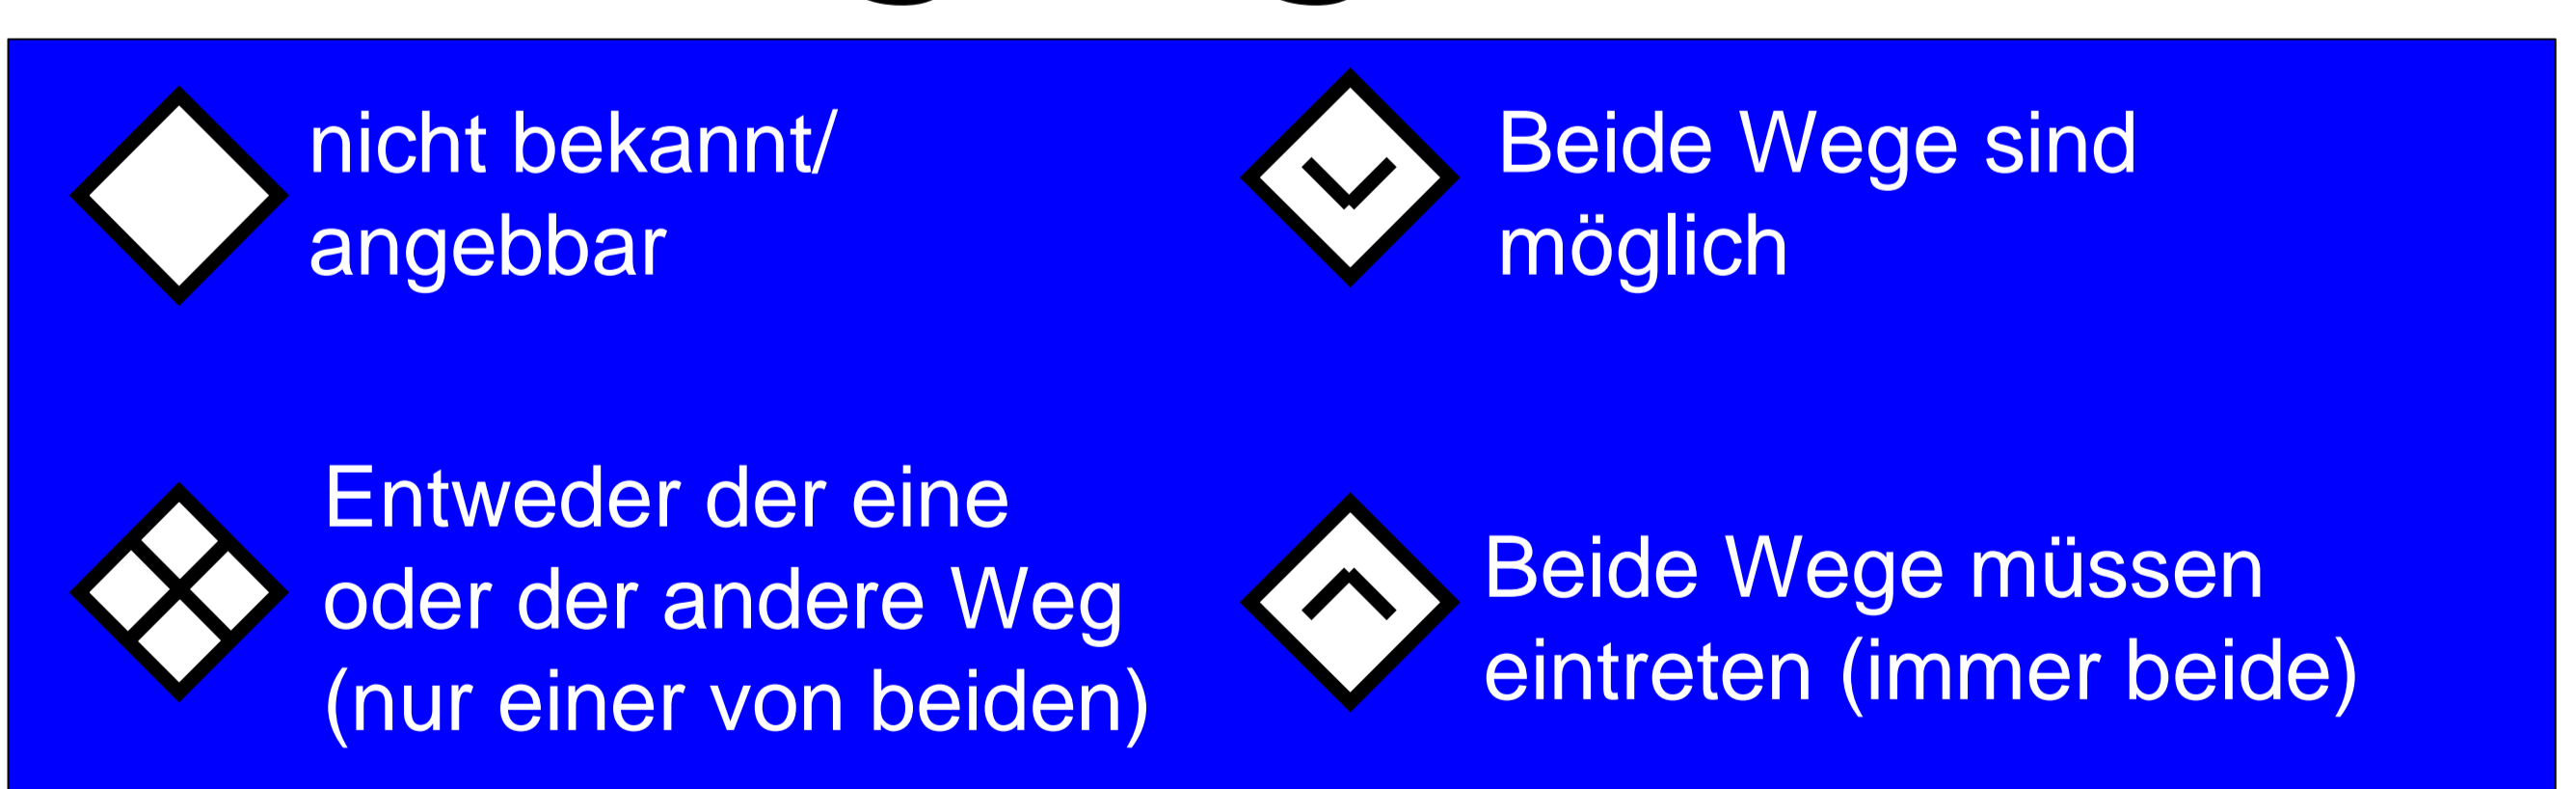 nicht bekannt/
angebbar
Beide Wege sind
möglich
Entweder der eine
oder der andere Weg
(nur einer von beiden)
Beide Wege müssen
eintreten (immer beide)